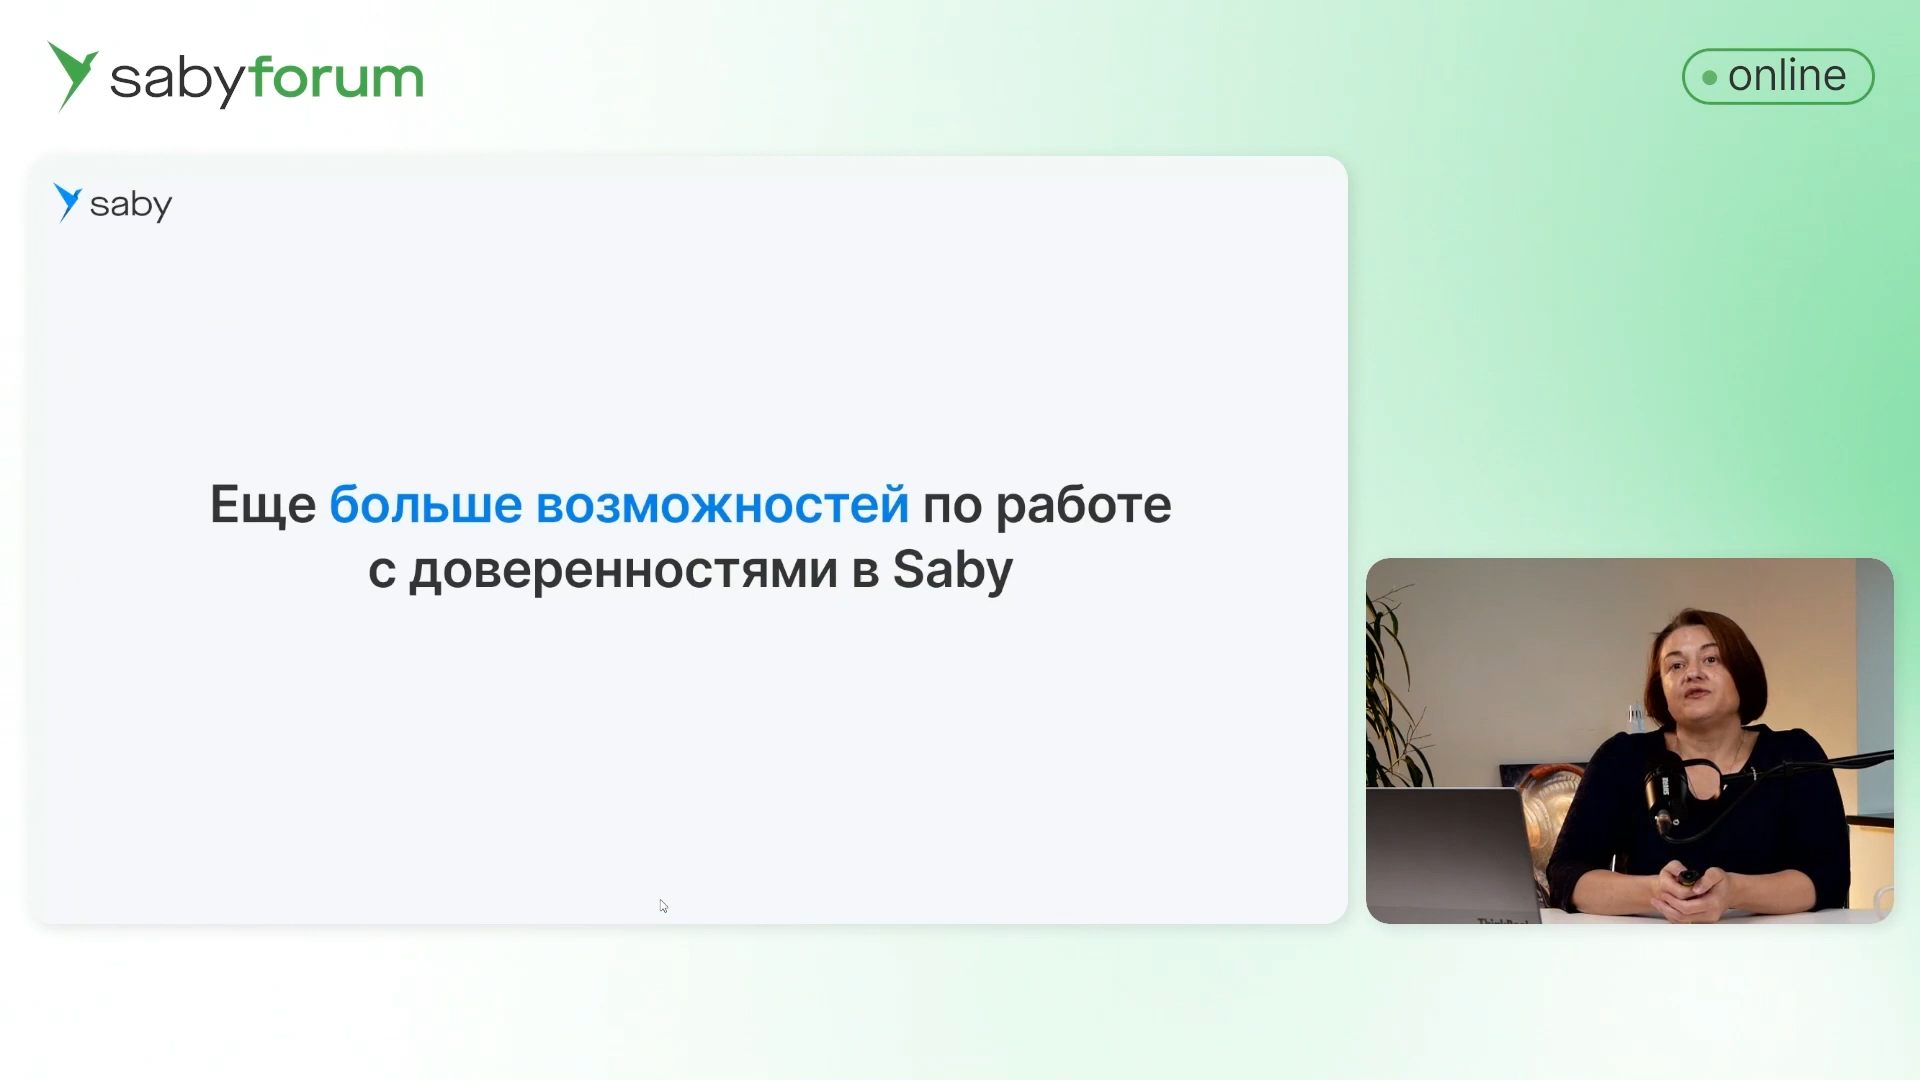 sabyforum
online
saby
Еще больше возможностей по работе
с доверенностями в Saby